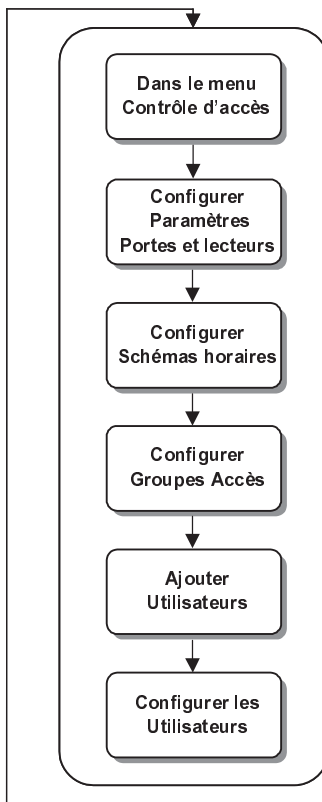 Dans le menu
Contrôle d'accès
Configurer
Paramètres
Portes et lecteurs
Configurer
Schémas horaires
Configurer
Groupes Accès
Ajouter
Utilisateurs
Configurer les
Utilisateurs